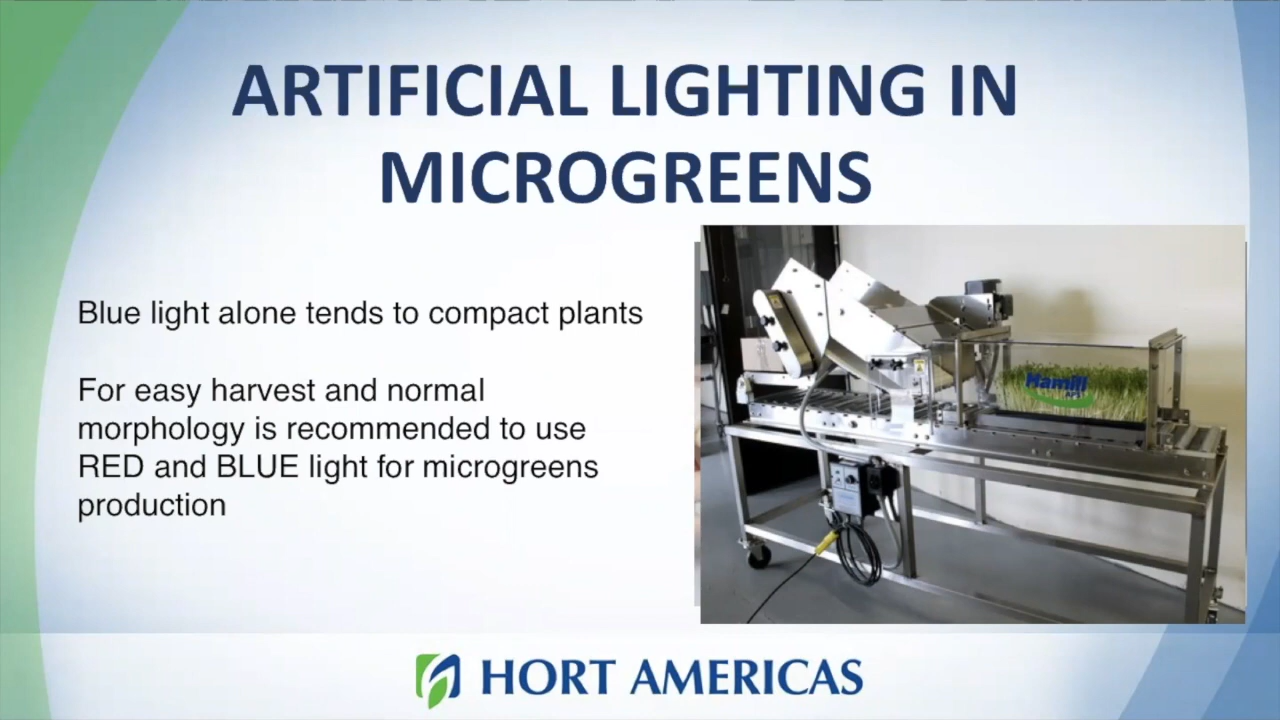 ARTIFICIAL LIGHTING IN
MICROGREENS
Blue light alone tends to compact plants
For easy harvest and normal
morphology is recommended to use
RED and BLUE light for microgreens
production
Hamill
HORT AMERICAS